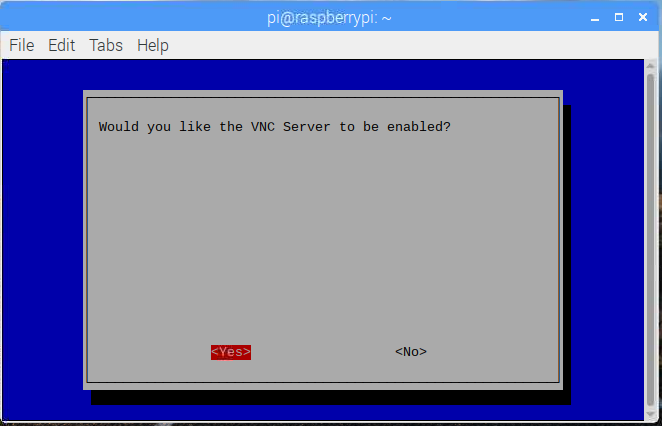 pi@raspberrypi: ~
File Edit Tabs Help
Would you like the VNC Server to be enabled?
<Yes> <No>